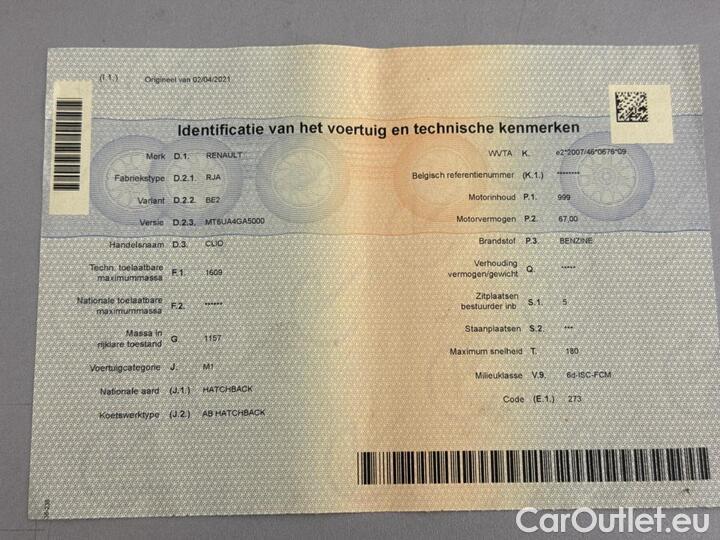 (I.1.) Origineel van 02/04/2021
Identificatie van het voertuig en technische kenmerken
Merk D.1. RENAULT
Fabriekstype D.2.1. RJA
Variant D.2.2. BE2
Versie D.2.3. MT6UA4GA5000
Handelsnaam D.3. CLIO
Techn. toelaatbare
maximummassa F.1. 1609
Nationale toelaatbare
maximummassa F.2. ******
Massa in
rijklare toestand G. 1157
Voertuigcategorie J. M1
Nationale aard (J.1.) HATCHBACK
Koetswerktype (J.2.) AB HATCHBACK
WVTA K. e2*2007/46*0676*09
Belgisch referentienummer (K.1.) ********
Motorinhoud P.1. 999
Motorvermogen P.2. 67,00
Brandstof P.3. BENZINE
Verhouding
vermogen/gewicht Q. *****
Zitplaatsen
bestuurder inb S.1. 5
Staanplaatsen S.2. ***
Maximum snelheid T. 180
Milieuklasse V.9. 6d-ISC-FCM
Code (E.1.) 273
CarOutlet.eu